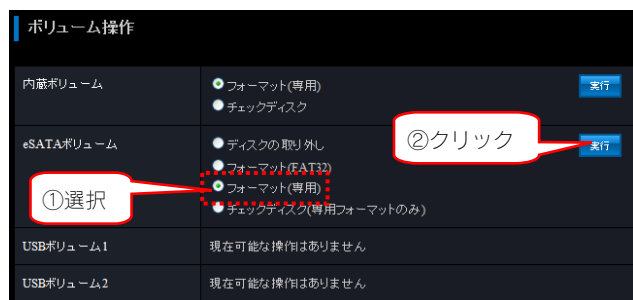 ボリューム操作
内蔵ボリューム
フォーマット(専用)
実行
チェックディスク
eSATAボリューム
ディスクの取り外し
②クリック
実行
フォーマット(FAT32)
①選択
フォーマット(専用)
チェックディスク(専用フォーマットのみ)
USBボリューム1
現在可能な操作はありません
USBボリューム2
現在可能な操作はありません